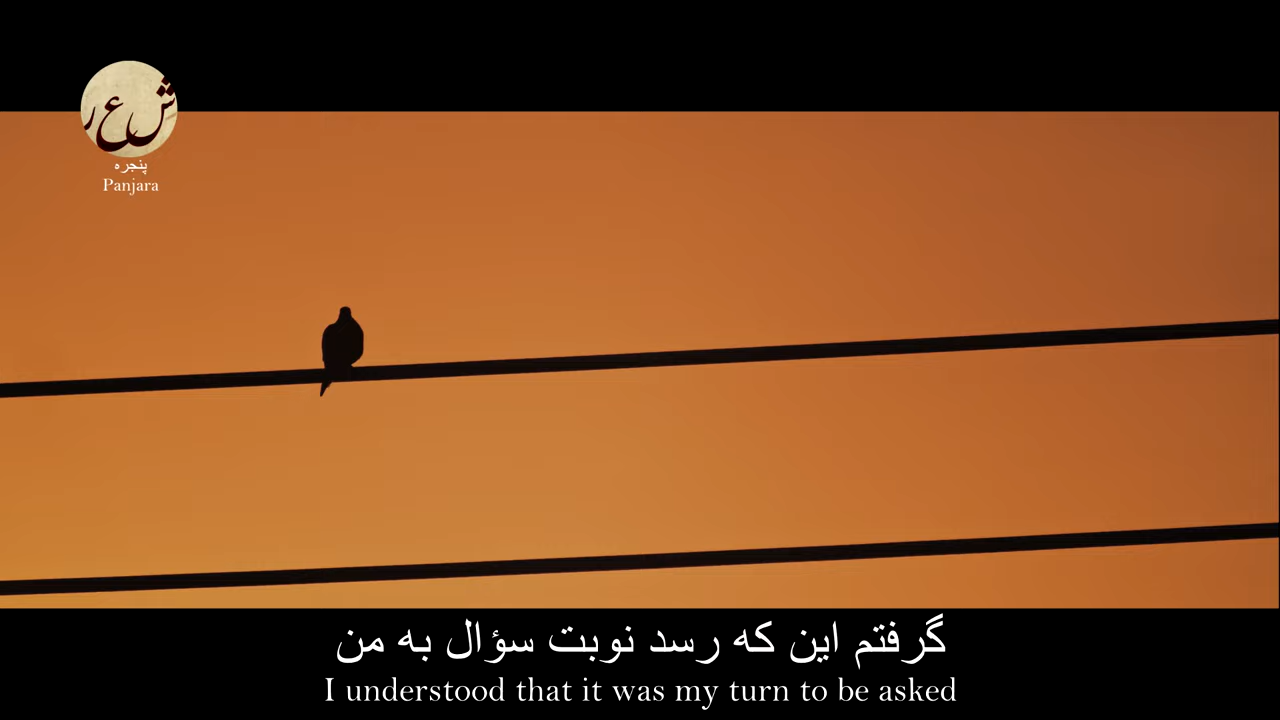 شعر
پنجره
Panjara
گرفتم این که رسد نوبت سؤال به من
I understood that it was my turn to be asked